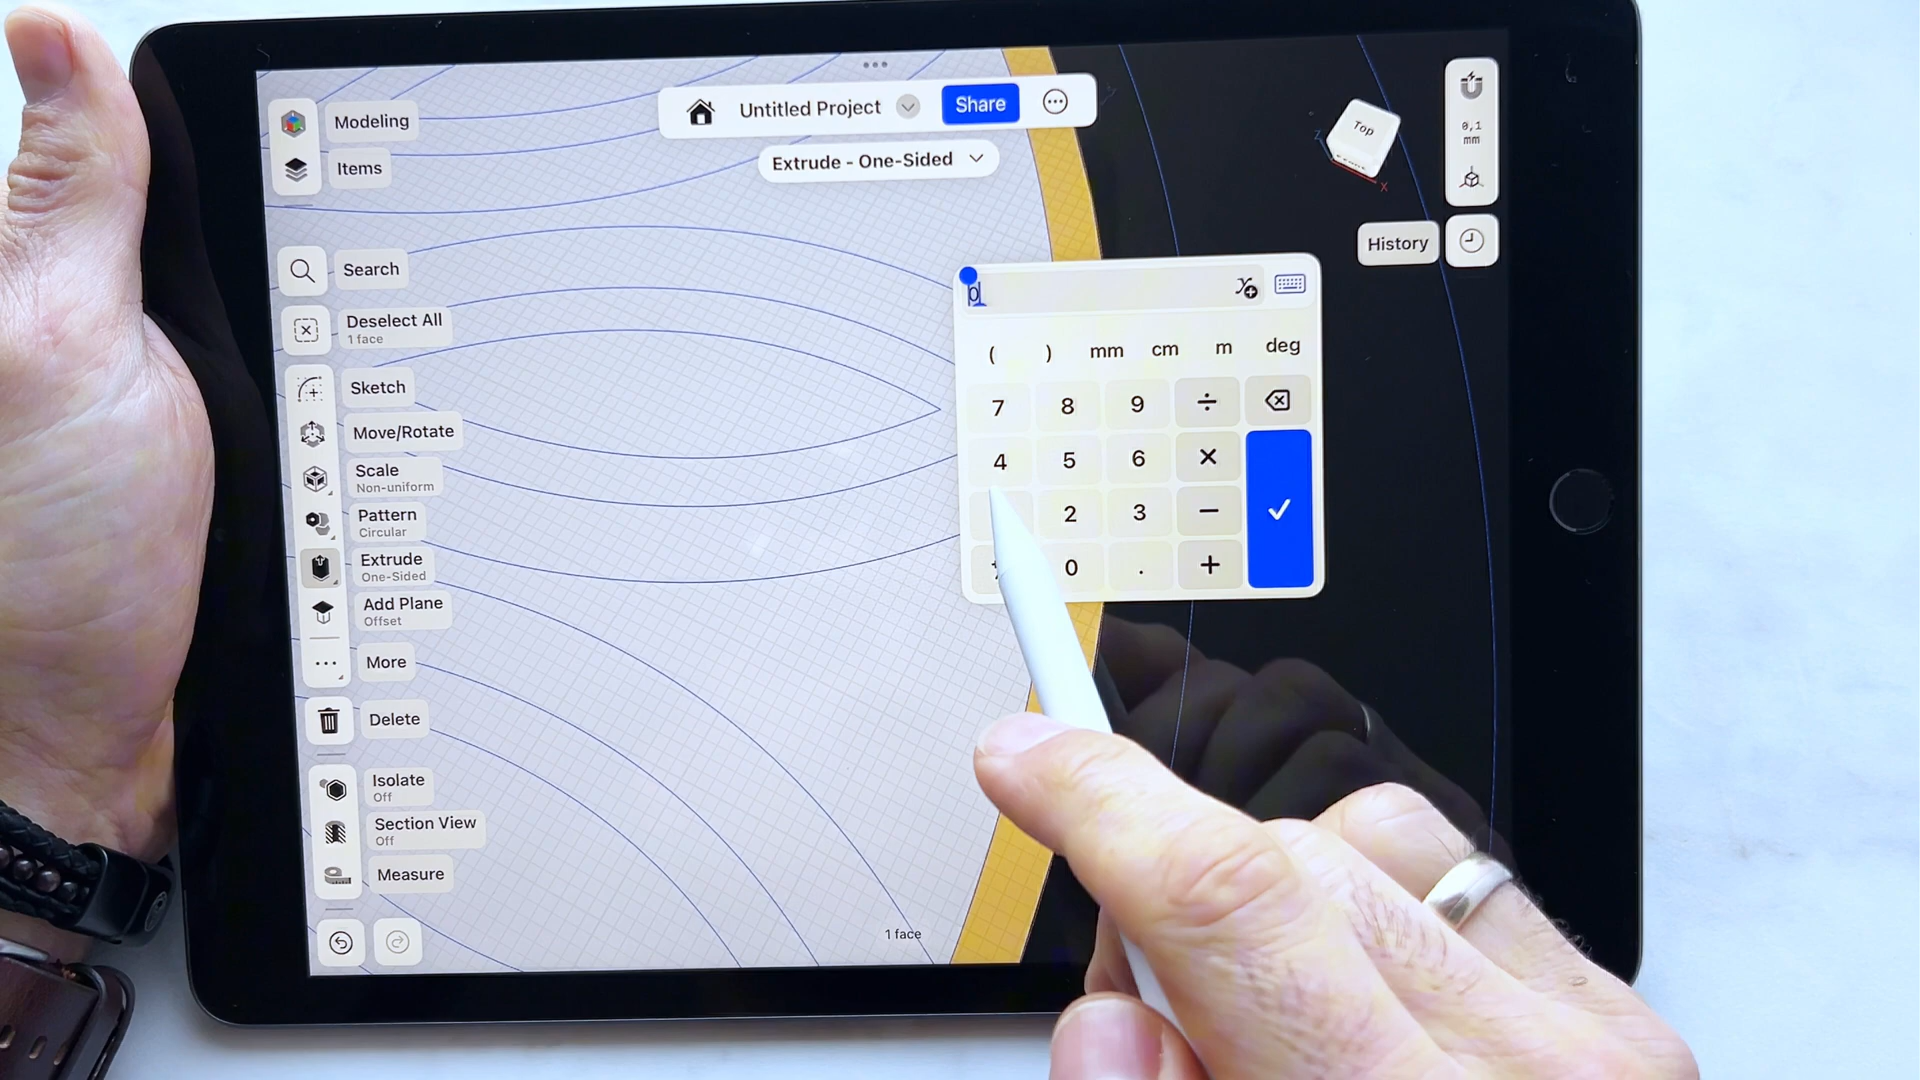 Modeling
Items
Untitled Project
Share
Extrude - One-Sided
Top
0,1
mm
X
History
Search
Deselect All
1 face
Sketch
Move/Rotate
Scale
Non-uniform
Pattern
Circular
Extrude
One-Sided
Add Plane
Offset
More
Delete
Isolate
Off
Section View
Off
Measure
( ) mm cm m deg
7 8 9 ÷
4 5 6 ×
2 3 −
0 . +
1 face